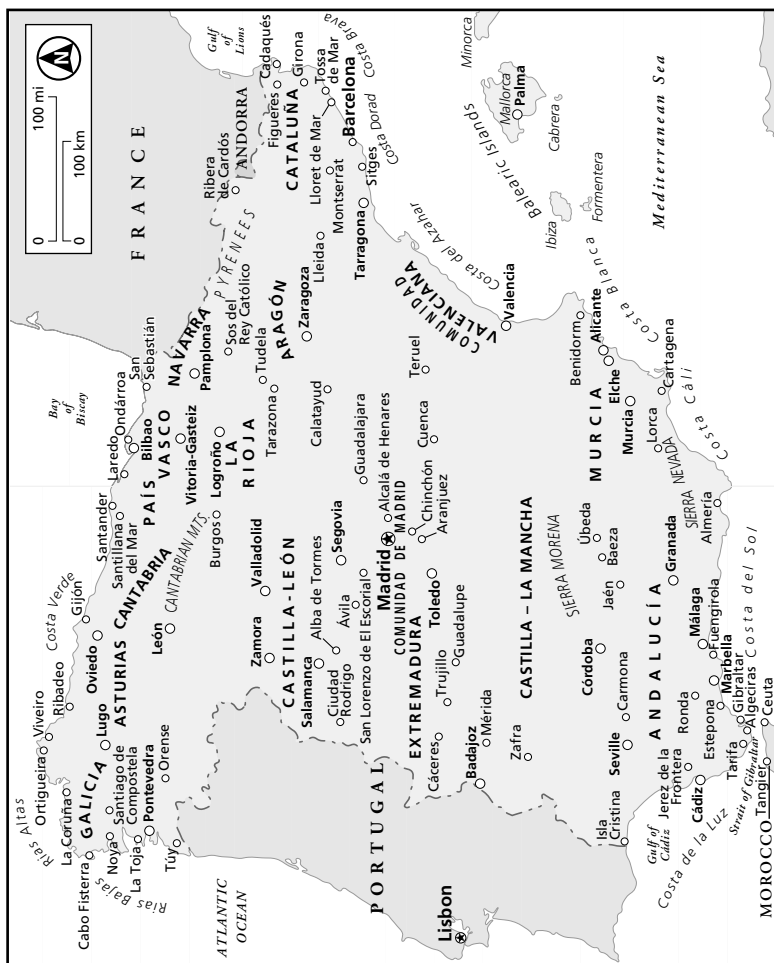 0
100 mi
0
100 km
N
FRANCE
Gulf
of
Lions
Bay
of
Biscay
ATLANTIC
OCEAN
Rías Altas
Ortigueira
Viveiro
Ribadeo
Costa Verde
Gijón
Santander
Santillana
del Mar
Laredo
Ondárroa
San
Sebastián
La Coruna
Cabo Fisterra
GALICIA
Lugo
Oviedo
ASTURIAS
CANTABRIA
PAÍS
VASCO
Bilbao
NAVARRA
Pamplona
PYRENEES
Ribera
de Cardós
ANDORRA
Figueres
Cadaqués
Girona
Tossa
de Mar
Costa Brava
Noya
Santiago de
Compostela
La Toja
Pontevedra
Rías Bajas
Túy
Orense
León
CANTABRIAN MTS.
Burgos
Vitoria-Gasteiz
Logroño
LA
RIOJA
Sos del
Rey Católico
Tudela
Tarazona
ARAGÓN
Zaragoza
Lleida
CATALUÑA
Lloret de Mar
Montserrat
Barcelona
Sitges
Costa Dorad
Tarragona
Zamora
Valladolid
CASTILLA-LEÓN
Salamanca
Alba de Tormes
Ciudad
Rodrigo
Ávila
Segovia
San Lorenzo de El Escorial
Calatayud
Guadalajara
Alcalá de Henares
Madrid
COMUNIDAD DE MADRID
Chinchón
Aranjuez
Cuenca
Teruel
COMUNIDAD
VALENCIANA
Costa del Azahar
Valencia
PORTUGAL
Lisbon
EXTREMADURA
Cáceres
Trujillo
Guadalupe
Toledo
Badajoz
Mérida
Zafra
CASTILLA – LA MANCHA
Minorca
Mallorca
Palma
Cabrera
Balearic Islands
Ibiza
Formentera
Mediterranean Sea
SIERRA MORENA
Córdoba
Jaén
Úbeda
Baeza
MURCIA
Murcia
Lorca
Benidorm
Alicante
Elche
Costa Blanca
Cartagena
Costa Cáli
Isla
Cristina
Seville
Carmona
ANDALUCÍA
Granada
SIERRA NEVADA
Almería
Gulf of
Cádiz
Jerez de la
Frontera
Cádiz
Costa de la Luz
Ronda
Estepona
Málaga
Fuengirola
Marbella
Gibraltar
Algeciras
Costa del Sol
Tarifa
Strait of Gibraltar
Tangier
Ceuta
MOROCCO